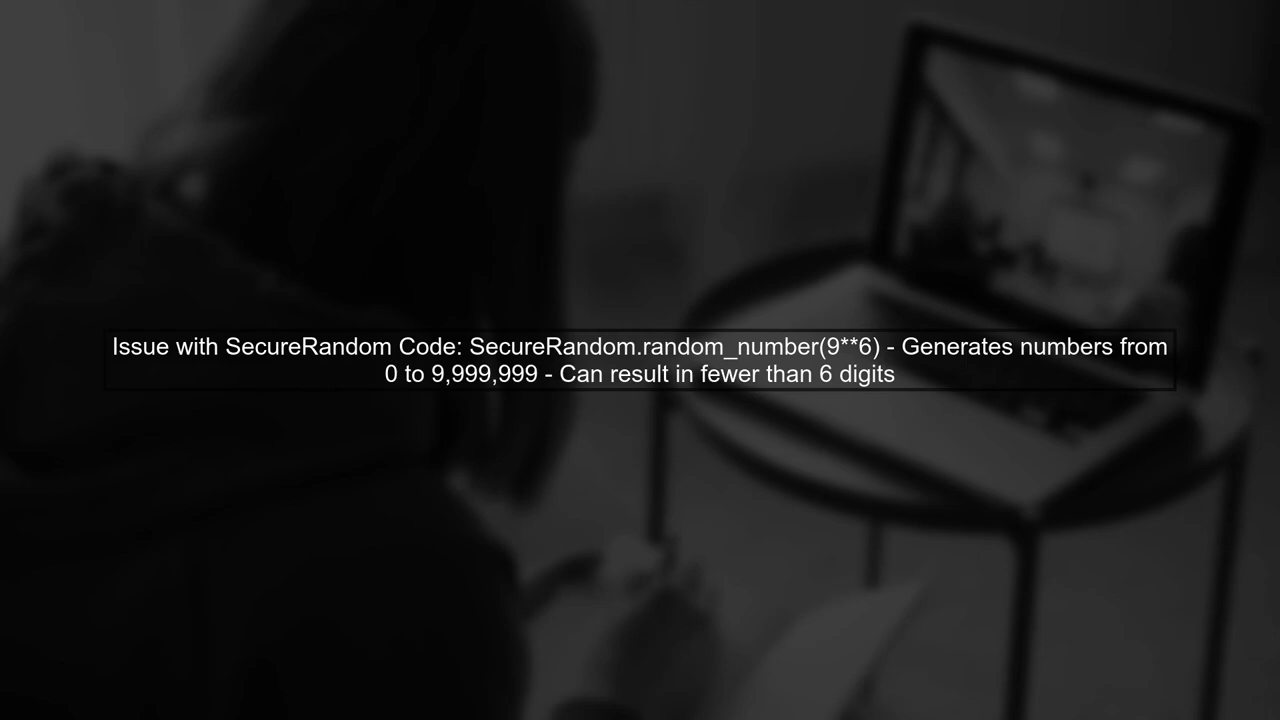 Issue with SecureRandom Code: SecureRandom.random_number(9**6) - Generates numbers from
0 to 9,999,999 - Can result in fewer than 6 digits